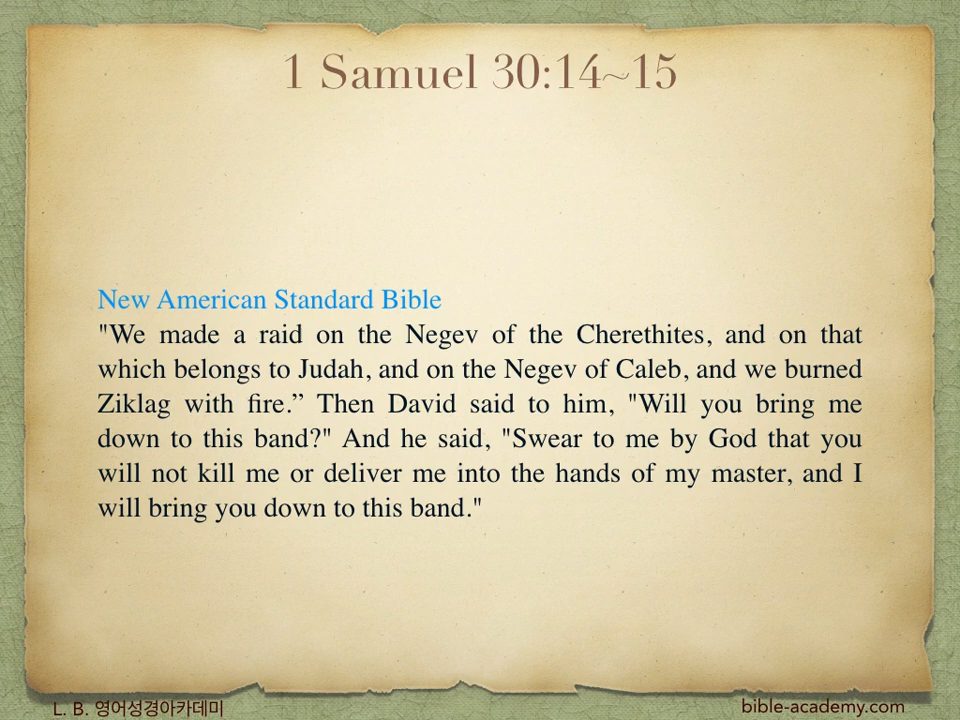 1 Samuel 30:14~15
New American Standard Bible
"We made a raid on the Negev of the Cherethites, and on that
which belongs to Judah, and on the Negev of Caleb, and we burned
Ziklag with fire.” Then David said to him, "Will you bring me
down to this band?" And he said, "Swear to me by God that you
will not kill me or deliver me into the hands of my master, and I
will bring you down to this band."
L. B. 영어성경아카데미
bible-academy.com